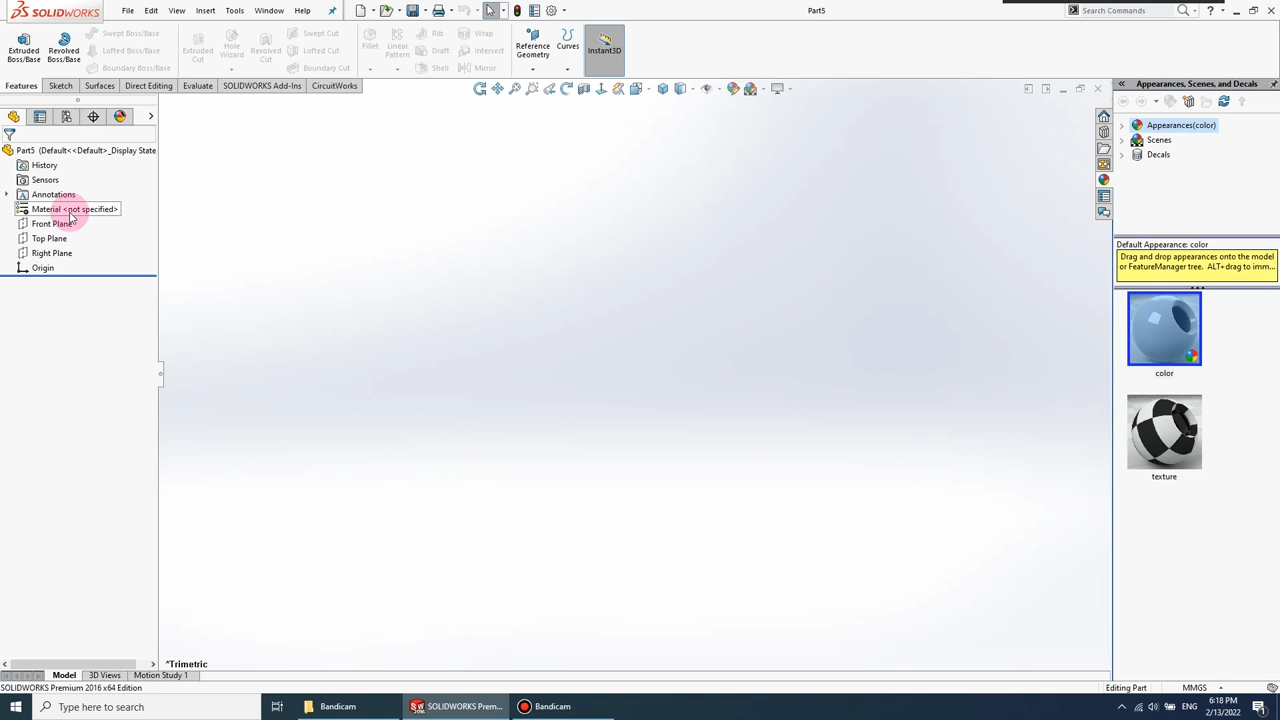 SOLIDWORKS
File Edit View Insert Tools Window Help
Part5
Search Commands
Extruded Boss/Base
Revolved Boss/Base
Swept Boss/Base
Lofted Boss/Base
Boundary Boss/Base
Extruded Cut
Hole Wizard
Revolved Cut
Swept Cut
Lofted Cut
Boundary Cut
Fillet
Linear Pattern
Rib
Draft
Shell
Wrap
Intersect
Mirror
Reference Geometry
Curves
Instant3D
Features Sketch Surfaces Direct Editing Evaluate SOLIDWORKS Add-Ins CircuitWorks
Part5 (Default<<Default>_Display State
History
Sensors
Annotations
Material <not specified>
Front Plane
Top Plane
Right Plane
Origin
*Trimetric
Appearances, Scenes, and Decals
Appearances(color)
Scenes
Decals
Default Appearance: color
Drag and drop appearances onto the model
or FeatureManager tree. ALT+drag to imm...
color
texture
Model 3D Views Motion Study 1
SOLIDWORKS Premium 2016 x64 Edition
Editing Part MMGS
Type here to search
Bandicam
SOLIDWORKS Prem...
Bandicam
ENG
6:18 PM
2/13/2022